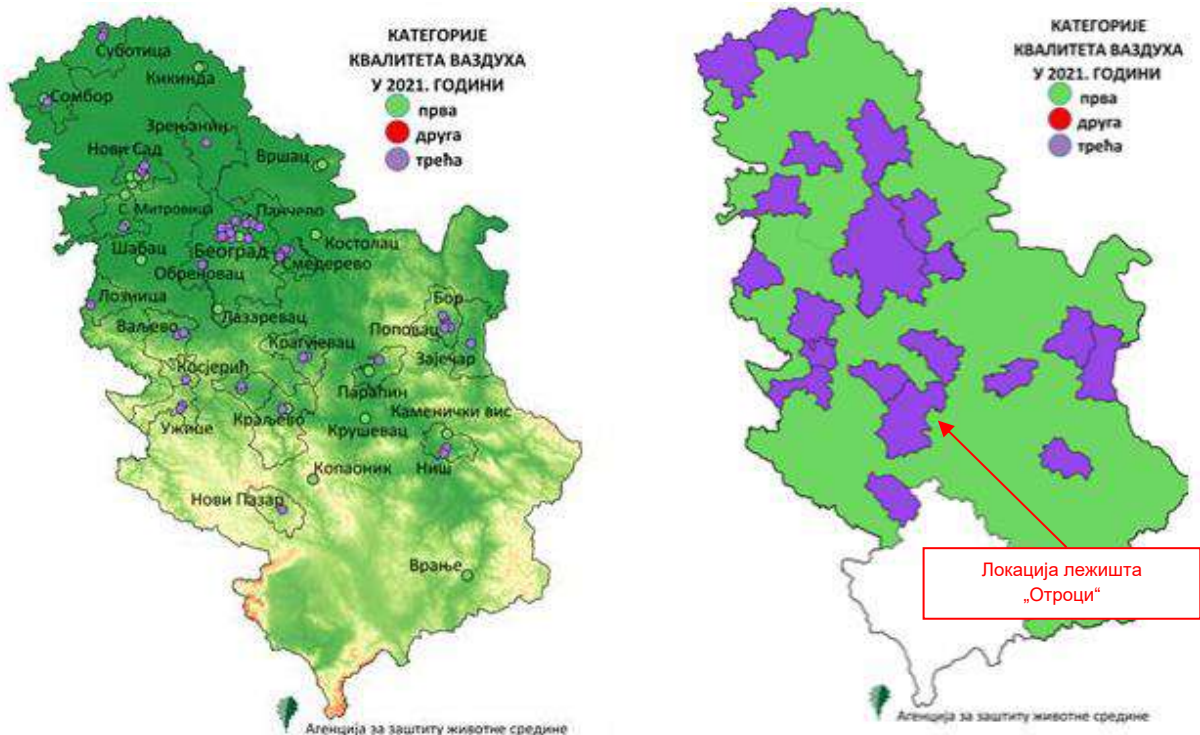 КАТЕГОРИЈЕ
КВАЛИТЕТА ВАЗДУХА
У 2021. ГОДИНИ
прва
друга
трећа
Суботица
Кикинда
Сомбор
Зрењанин
Нови Сад
Вршац
С. Митровица
Панчево
Шабац
Београд
Костолац
Обреновац
Смедерево
Лозница
Лазаревац
Бор
Ваљево
Поповац
Крагујевац
Зајечар
Косјерић
Параћин
Краљево
Каменички вис
Ужице
Крушевац
Копаоник
Ниш
Нови Пазар
Врање
Агенција за заштиту животне средине
КАТЕГОРИЈЕ
КВАЛИТЕТА ВАЗДУХА
У 2021. ГОДИНИ
прва
друга
трећа
Локација лежишта
„Отроци“
Агенција за заштиту животне средине